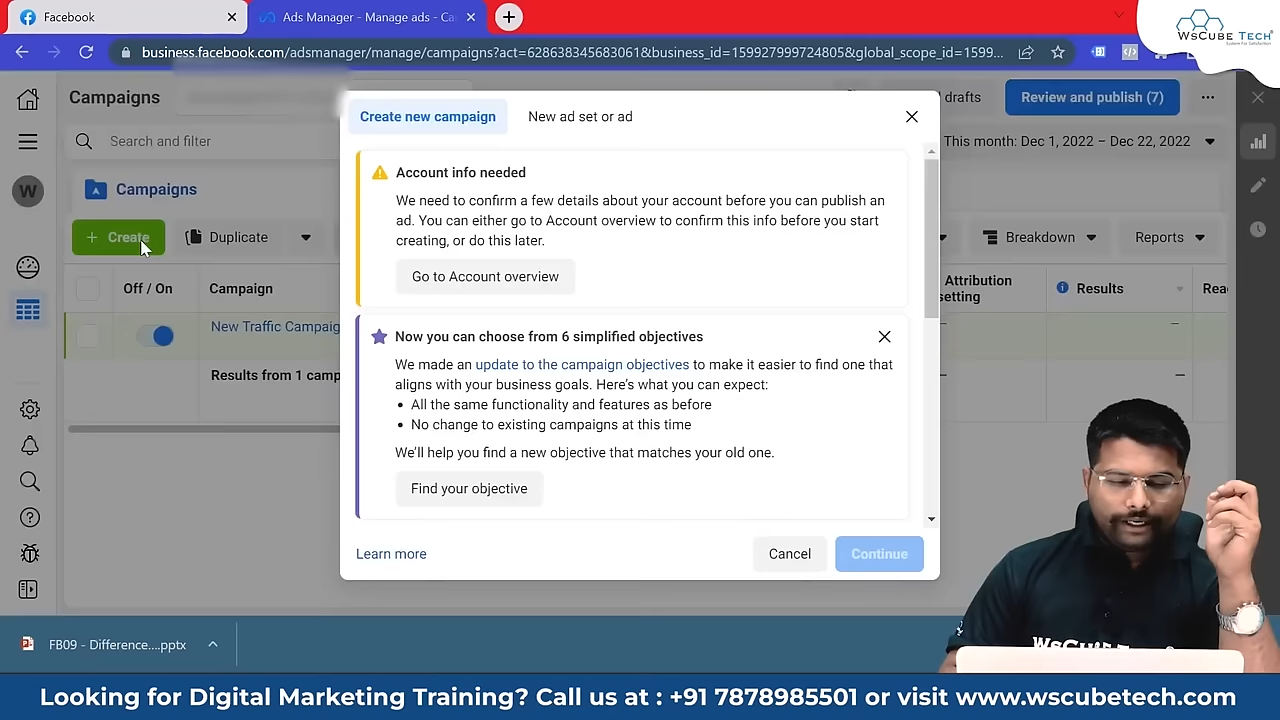 Facebook
Ads Manager - Manage ads - Ca
WsCube Tech
business.facebook.com/adsmanager/manage/campaigns?act=628635345683061&business_id=159927999724805&global_scope_id=1599...
Campaigns
drafts
Review and publish (7)
Create new campaign
New ad set or ad
Search and filter
This month: Dec 1, 2022 – Dec 22, 2022
Account info needed
We need to confirm a few details about your account before you can publish an
ad. You can either go to Account overview to confirm this info before you start
creating, or do this later.
Go to Account overview
W
Campaigns
+ Create
Duplicate
Breakdown
Reports
Off / On
Campaign
Attribution
setting
Results
Reac
New Traffic Campaig
Results from 1 camp
Now you can choose from 6 simplified objectives
We made an update to the campaign objectives to make it easier to find one that
aligns with your business goals. Here's what you can expect:
• All the same functionality and features as before
• No change to existing campaigns at this time
We'll help you find a new objective that matches your old one.
Find your objective
Learn more
Cancel
Continue
FB09 - Difference....pptx
WsCube Tech
Looking for Digital Marketing Training? Call us at : +91 7878985501 or visit www.wscubetech.com